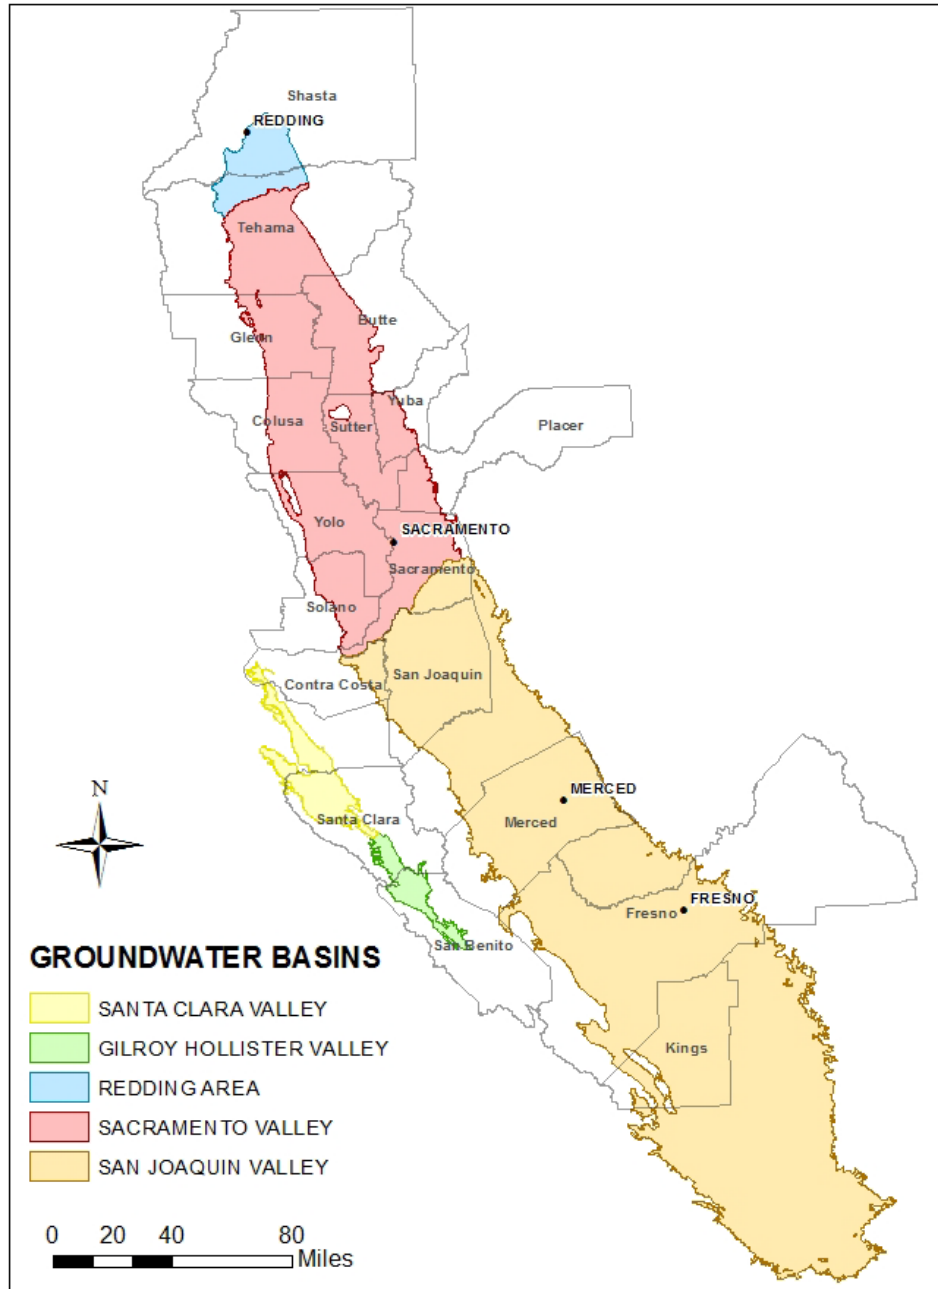 Shasta
REDDING
Tehama
Butte
Glenn
Yuba
Colusa
Sutter
Placer
Yolo
SACRAMENTO
Sacramento
Solano
San Joaquin
Contra Costa
N
MERCED
Santa Clara
Merced
FRESNO
Fresno
San Benito
GROUNDWATER BASINS
SANTA CLARA VALLEY
GILROY HOLLISTER VALLEY
Kings
REDDING AREA
SACRAMENTO VALLEY
SAN JOAQUIN VALLEY
0 20 40 80
Miles